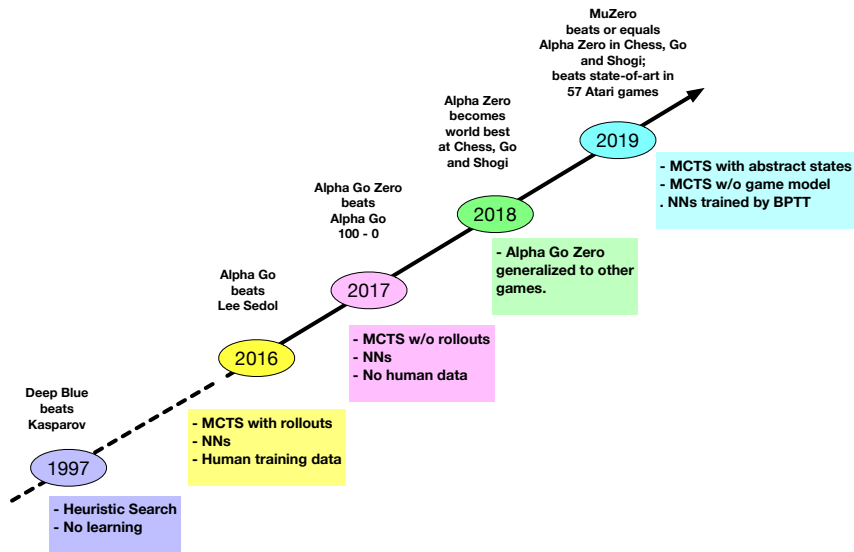 MuZero
beats or equals
Alpha Zero in Chess, Go
and Shogi;
beats state-of-art in
57 Atari games
2019
- MCTS with abstract states
- MCTS w/o game model
. NNs trained by BPTT
Alpha Zero
becomes
world best
at Chess, Go
and Shogi
2018
- Alpha Go Zero
generalized to other
games.
Alpha Go Zero
beats
Alpha Go
100 - 0
2017
- MCTS w/o rollouts
- NNs
- No human data
Alpha Go
beats
Lee Sedol
2016
- MCTS with rollouts
- NNs
- Human training data
Deep Blue
beats
Kasparov
1997
- Heuristic Search
- No learning